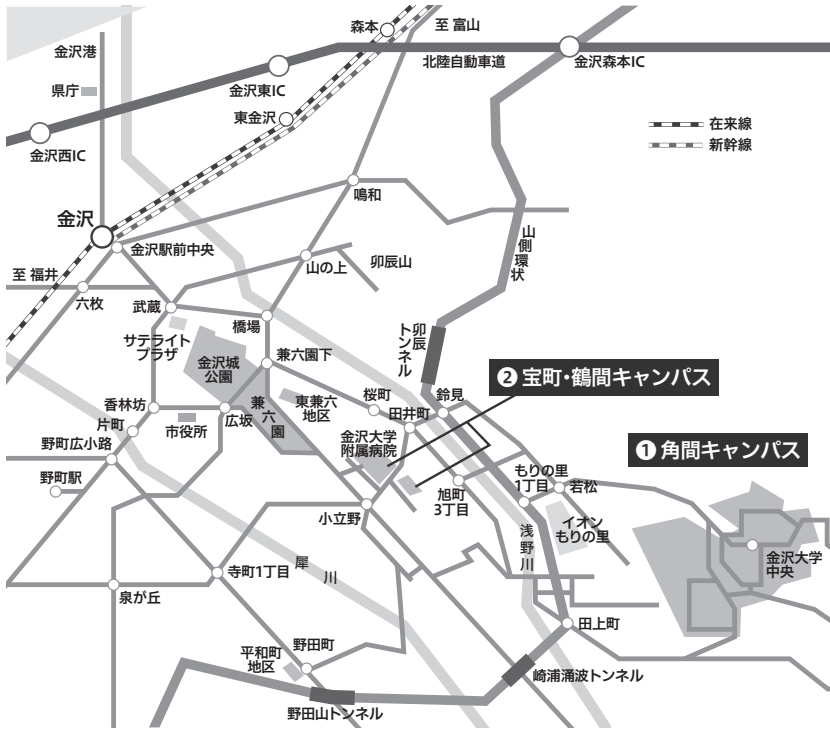 森本
至 富山
金沢港
北陸自動車道
金沢森本IC
県庁
金沢東IC
東金沢
在来線
新幹線
金沢西IC
鳴和
金沢
金沢駅前中央
山側環状
至 福井
山の上
卯辰山
六枚
武蔵
橋場
卯辰
トンネル
サテライト
プラザ
金沢城
公園
兼六園下
❷ 宝町・鶴間キャンパス
桜町
鈴見
香林坊
東兼六
地区
田井町
片町
市役所
広坂
兼六園
❶ 角間キャンパス
野町広小路
金沢大学
附属病院
野町駅
もりの里
1丁目
若松
旭町
3丁目
小立野
イオン
もりの里
浅野川
金沢大学
中央
寺町1丁目
犀川
泉が丘
田上町
野田町
平和町
地区
崎浦涌波トンネル
野田山トンネル